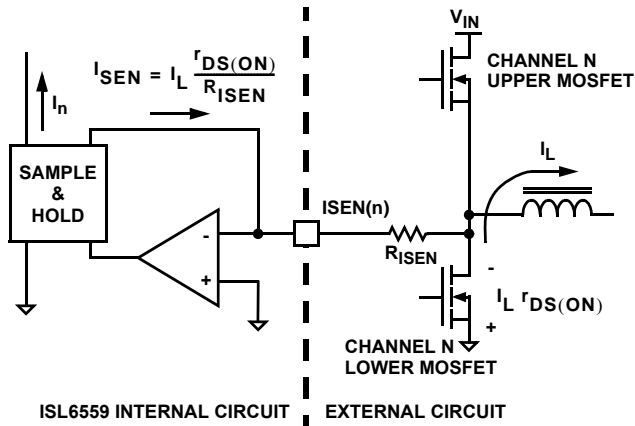 I_SEN = I_L r_DS(ON) / R_ISEN
I_n
SAMPLE
&
HOLD
-
+
ISEN(n)
R_ISEN
V_IN
CHANNEL N
UPPER MOSFET
I_L
-
I_L r_DS(ON)
+
CHANNEL N
LOWER MOSFET
ISL6559 INTERNAL CIRCUIT
EXTERNAL CIRCUIT